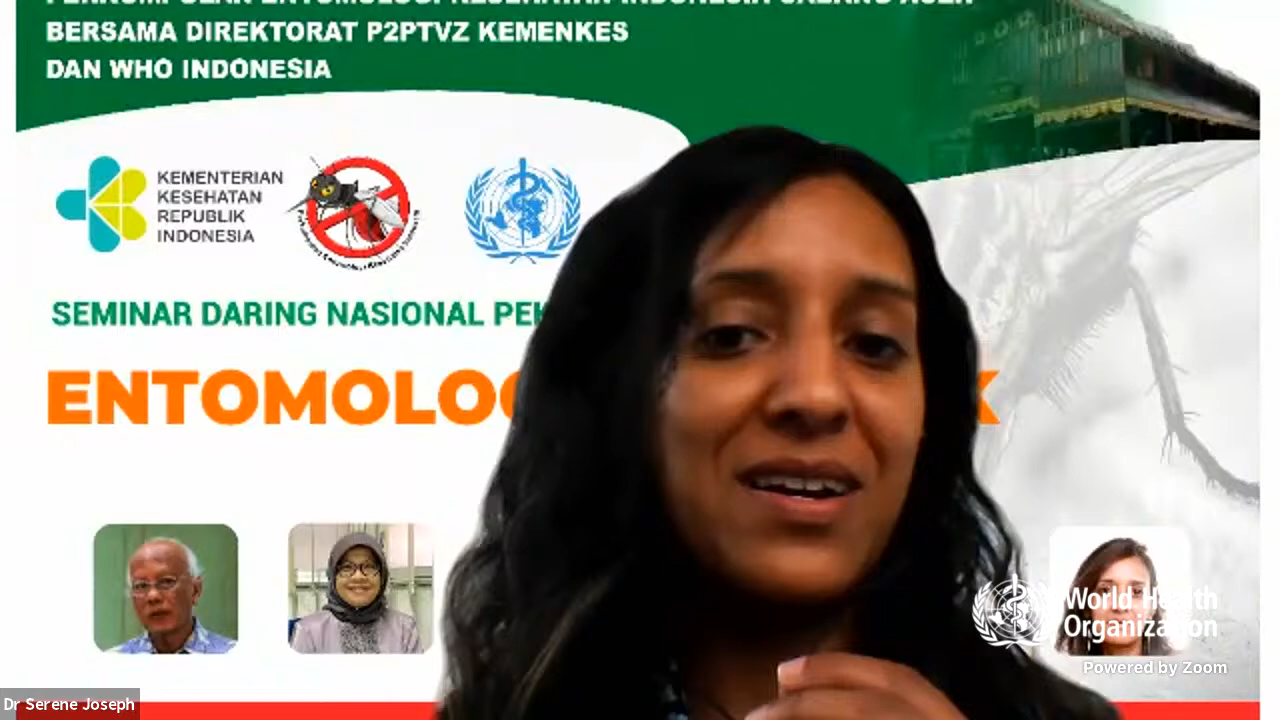 BERSAMA DIREKTORAT P2PTVZ KEMENKES
DAN WHO INDONESIA
KEMENTERIAN
KESEHATAN
REPUBLIK
INDONESIA
SEMINAR DARING NASIONAL
World Health
Organization
Powered by Zoom
Dr Serene Joseph